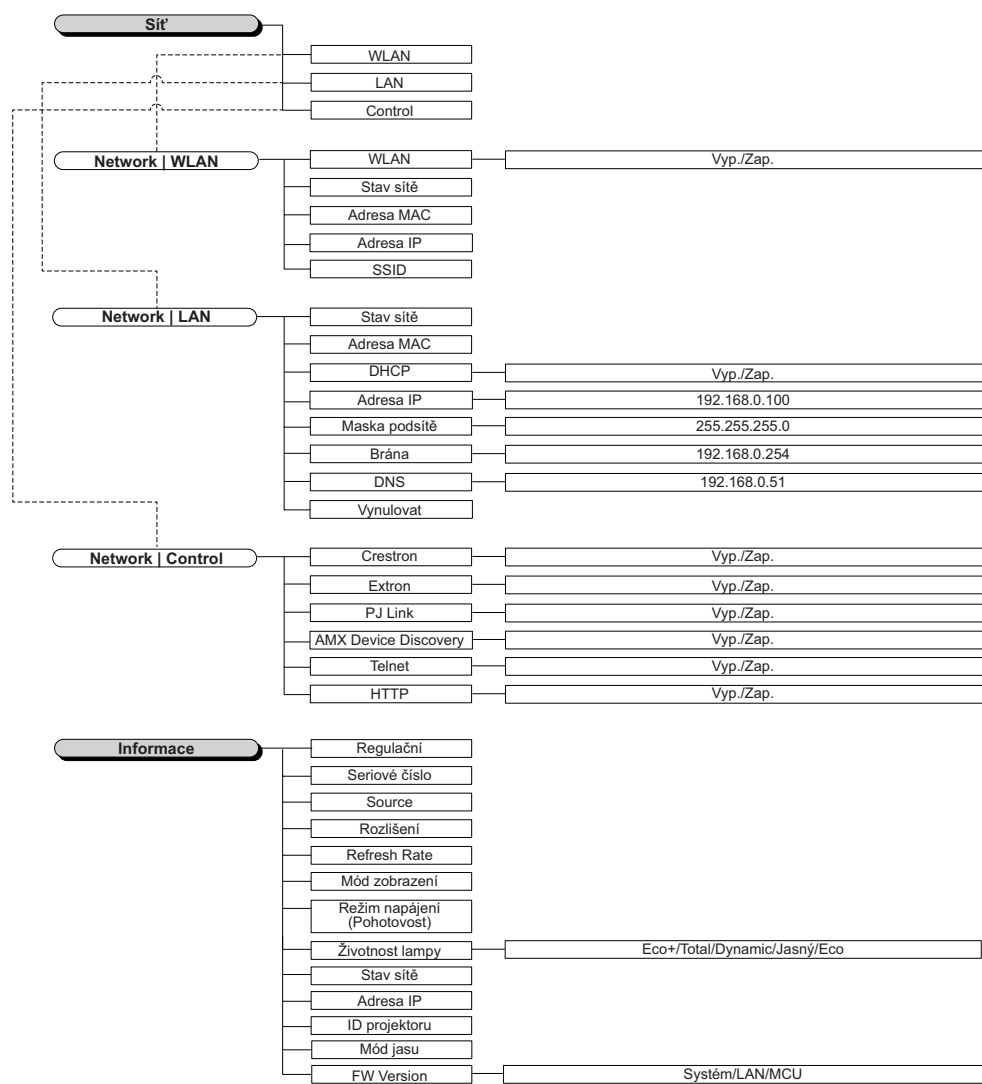 Síť
WLAN
LAN
Control
Network | WLAN
WLAN
Vyp./Zap.
Stav sítě
Adresa MAC
Adresa IP
SSID
Network | LAN
Stav sítě
Adresa MAC
DHCP
Vyp./Zap.
Adresa IP
192.168.0.100
Maska podsítě
255.255.255.0
Brána
192.168.0.254
DNS
192.168.0.51
Vynulovat
Network | Control
Crestron
Vyp./Zap.
Extron
Vyp./Zap.
PJ Link
Vyp./Zap.
AMX Device Discovery
Vyp./Zap.
Telnet
Vyp./Zap.
HTTP
Vyp./Zap.
Informace
Regulační
Seriové číslo
Source
Rozlišení
Refresh Rate
Mód zobrazení
Režim napájení
(Pohotovost)
Životnost lampy
Eco+/Total/Dynamic/Jasný/Eco
Stav sítě
Adresa IP
ID projektoru
Mód jasu
FW Version
Systém/LAN/MCU